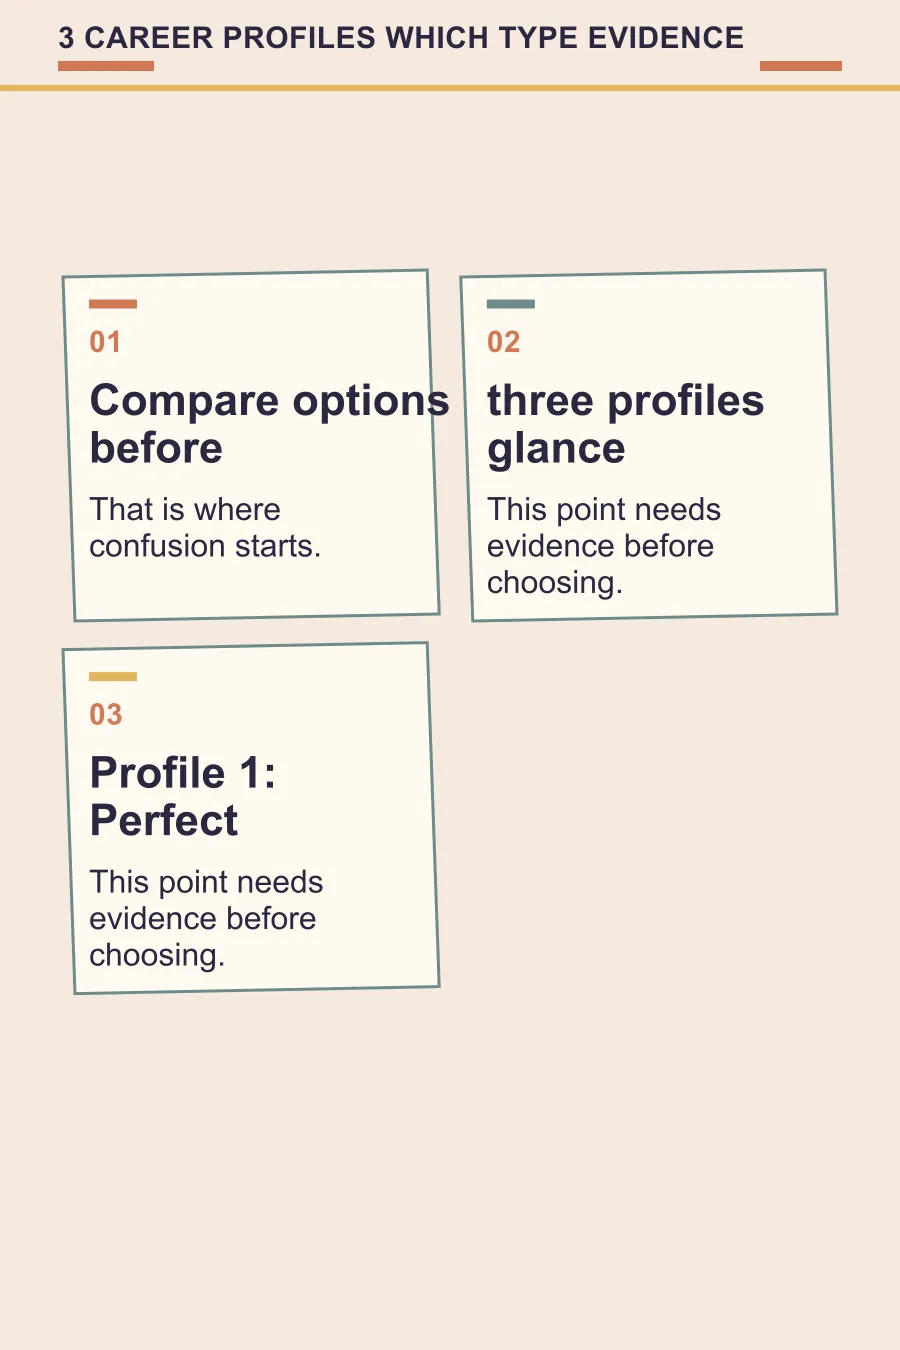 3 CAREER PROFILES WHICH TYPE EVIDENCE
01
Compare options
before
That is where
confusion starts.
02
three profiles
glance
This point needs
evidence before
choosing.
03
Profile 1:
Perfect
This point needs
evidence before
choosing.